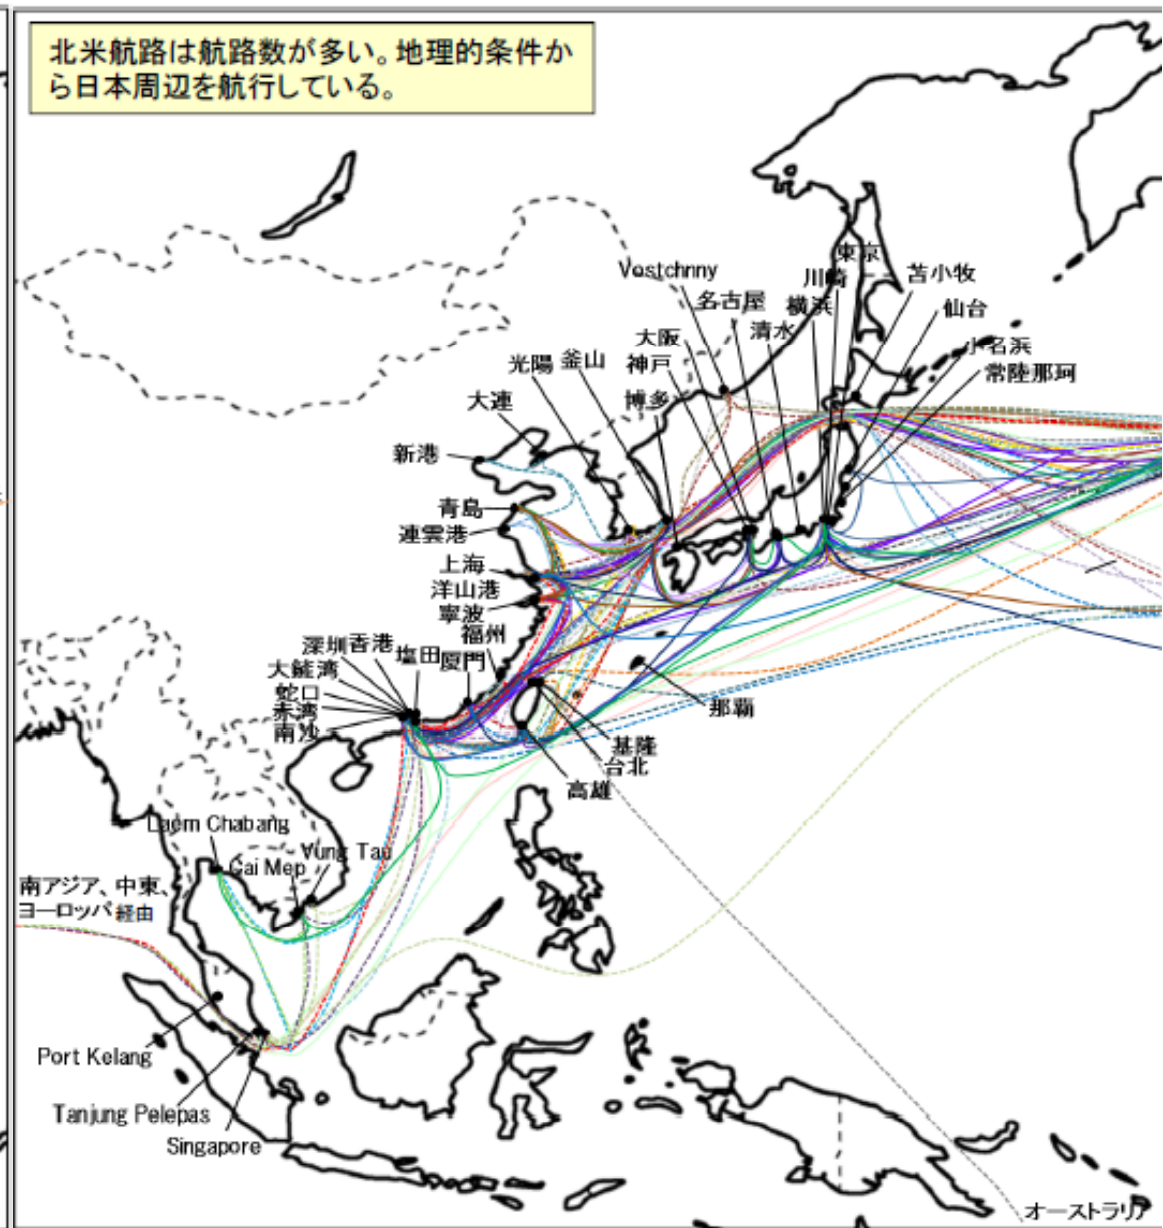 北米航路は航路数が多い。地理的条件か
ら日本周辺を航行している。
東京
Vostchnny
川崎
苫小牧
名古屋
横浜
仙台
清水
大阪
小名浜
光陽
釜山
神戸
常陸那珂
大連
博多
新港
青島
連雲港
上海
洋山港
寧波
福州
深圳
香港
塩田
厦門
大鏟湾
蛇口
赤湾
南沙
那覇
基隆
台北
高雄
Laem Chabang
Vung Tau
Cai Mep
南アジア、中東、
ヨーロッパ経由
Port Kelang
Tanjung Pelepas
Singapore
オーストラリア